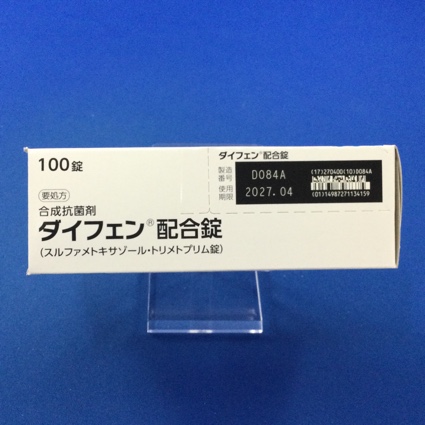 100錠
要処方
合成抗菌剤
ダイフェン®配合錠
(スルファメトキサゾール・トリメトプリム錠)
ダイフェン®配合錠
製造番号 D084A
使用期限 2027.04
(17)270400(10)D084A
(01)14987271134159